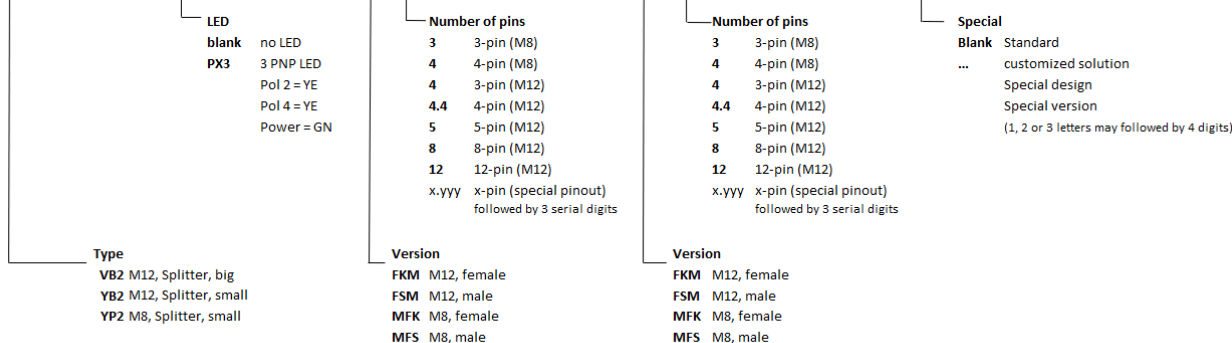 LED
blank no LED
PX3 3 PNP LED
Pol 2 = YE
Pol 4 = YE
Power = GN
Number of pins
3 3-pin (M8)
4 4-pin (M8)
4 3-pin (M12)
4.4 4-pin (M12)
5 5-pin (M12)
8 8-pin (M12)
12 12-pin (M12)
x.yyy x-pin (special pinout)
followed by 3 serial digits
Number of pins
3 3-pin (M8)
4 4-pin (M8)
4 3-pin (M12)
4.4 4-pin (M12)
5 5-pin (M12)
8 8-pin (M12)
12 12-pin (M12)
x.yyy x-pin (special pinout)
followed by 3 serial digits
Special
Blank Standard
... customized solution
Special design
Special version
(1, 2 or 3 letters may followed by 4 digits)
Type
VB2 M12, Splitter, big
YB2 M12, Splitter, small
YP2 M8, Splitter, small
Version
FKM M12, female
FSM M12, male
MFK M8, female
MFS M8, male
Version
FKM M12, female
FSM M12, male
MFK M8, female
MFS M8, male